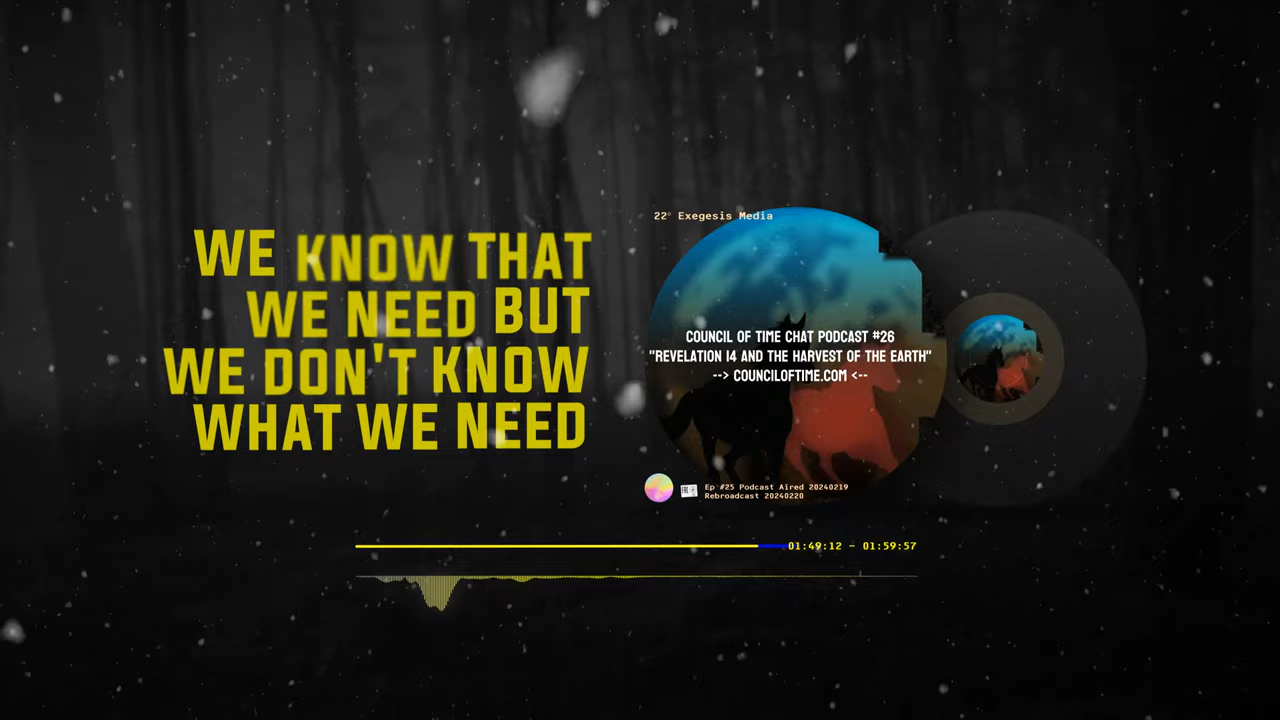 WE KNOW THAT
WE NEED BUT
WE DON'T KNOW
WHAT WE NEED
22° Exegesis Media
COUNCIL OF TIME CHAT PODCAST #26
"REVELATION 14 AND THE HARVEST OF THE EARTH"
--> COUNCILOFTIME.COM <--
Ep #25 Podcast Aired 20240219
Rebroadcast 20240220
01:49:12 - 01:59:57